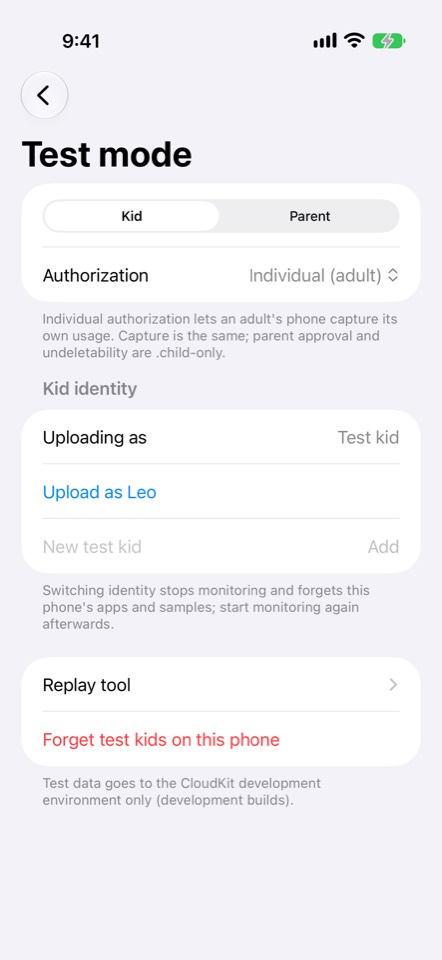 9:41
Test mode
Kid
Parent
Authorization
Individual (adult)
Individual authorization lets an adult's phone capture its
own usage. Capture is the same; parent approval and
undeletability are .child-only.
Kid identity
Uploading as
Test kid
Upload as Leo
New test kid
Add
Switching identity stops monitoring and forgets this
phone's apps and samples; start monitoring again
afterwards.
Replay tool
Forget test kids on this phone
Test data goes to the CloudKit development
environment only (development builds).